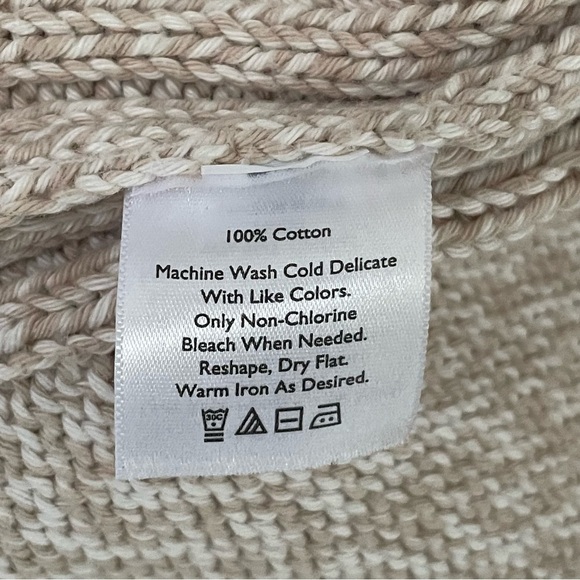 100% Cotton
Machine Wash Cold Delicate
With Like Colors.
Only Non-Chlorine
Bleach When Needed.
Reshape, Dry Flat.
Warm Iron As Desired.
30C